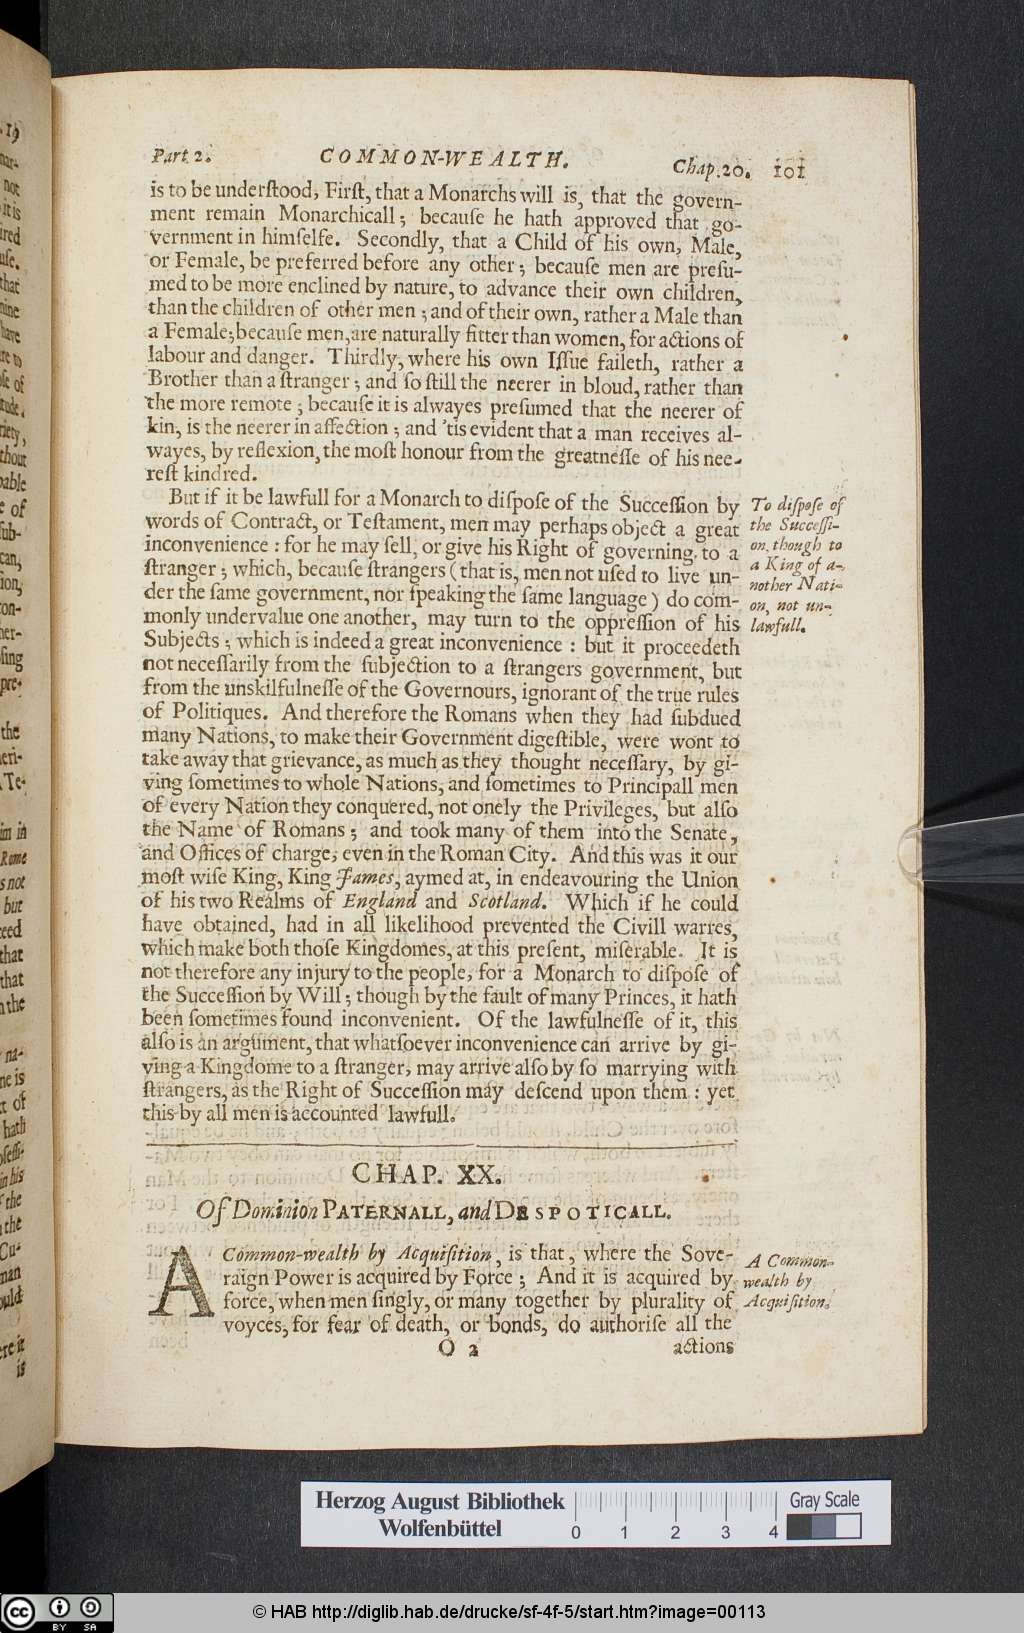 Part 2. COMMON-WEALTH. Chap. 20. 101
is to be underſtood, Firſt, that a Monarchs will is, that the govern-
ment remain Monarchicall; becauſe he hath approved that go-
vernment in himſelfe. Secondly, that a Child of his own, Male,
or Female, be preferred before any other; becauſe men are preſu-
med to be more enclined by nature, to advance their own children,
than the children of other men; and of their own, rather a Male than
a Female; becauſe men, are naturally fitter than women, for actions of
labour and danger. Thirdly, where his own Iſſue faileth, rather a
Brother than a ſtranger; and ſo ſtill the neerer in bloud, rather than
the more remote; becauſe it is alwayes preſumed that the neerer of
kin, is the neerer in affection; and 'tis evident that a man receives al-
wayes, by reflexion, the moſt honour from the greatneſſe of his nee-
reſt kindred.
But if it be lawfull for a Monarch to diſpoſe of the Succeſſion by
words of Contract, or Teſtament, men may perhaps object a great
inconvenience: for he may ſell, or give his Right of governing to a
ſtranger; which, becauſe ſtrangers (that is, men not uſed to live un-
der the ſame government, nor ſpeaking the ſame language) do com-
monly undervalue one another, may turn to the oppreſſion of his
Subjects; which is indeed a great inconvenience: but it proceedeth
not neceſſarily from the ſubjection to a ſtrangers government, but
from the unskilfulneſſe of the Governours, ignorant of the true rules
of Politiques. And therefore the Romans when they had ſubdued
many Nations, to make their Government digeſtible, were wont to
take away that grievance, as much as they thought neceſſary, by gi-
ving ſometimes to whole Nations, and ſometimes to Principall men
of every Nation they conquered, not onely the Privileges, but alſo
the Name of Romans; and took many of them into the Senate,
and Offices of charge, even in the Roman City. And this was it our
moſt wiſe King, King James, aymed at, in endeavouring the Union
of his two Realms of England and Scotland. Which if he could
have obtained, had in all likelihood prevented the Civill warres,
which make both thoſe Kingdomes, at this preſent, miſerable. It is
not therefore any injury to the people, for a Monarch to diſpoſe of
the Succeſſion by Will; though by the fault of many Princes, it hath
been ſometimes found inconvenient. Of the lawfulneſſe of it, this
alſo is an argument, that whatſoever inconvenience can arrive by gi-
ving a Kingdome to a ſtranger, may arrive alſo by ſo marrying with
ſtrangers, as the Right of Succeſſion may deſcend upon them: yet
this by all men is accounted lawfull.
To diſpoſe of
the Succeſſi-
on, though to
a King of a-
nother Nati-
on, not un-
lawfull.
CHAP. XX.
Of Dominion PATERNALL, and DESPOTICALL.
A Common-wealth by Acquiſition, is that, where the Sove-
raign Power is acquired by Force; And it is acquired by
force, when men ſingly, or many together by plurality of
voyces, for fear of death, or bonds, do authoriſe all the
A Common-
wealth by
Acquiſition.
O 2 actions
Herzog August Bibliothek
Wolfenbüttel
0 1 2 3 4
Gray Scale
cc BY SA
© HAB http://diglib.hab.de/drucke/sf-4f-5/start.htm?image=00113